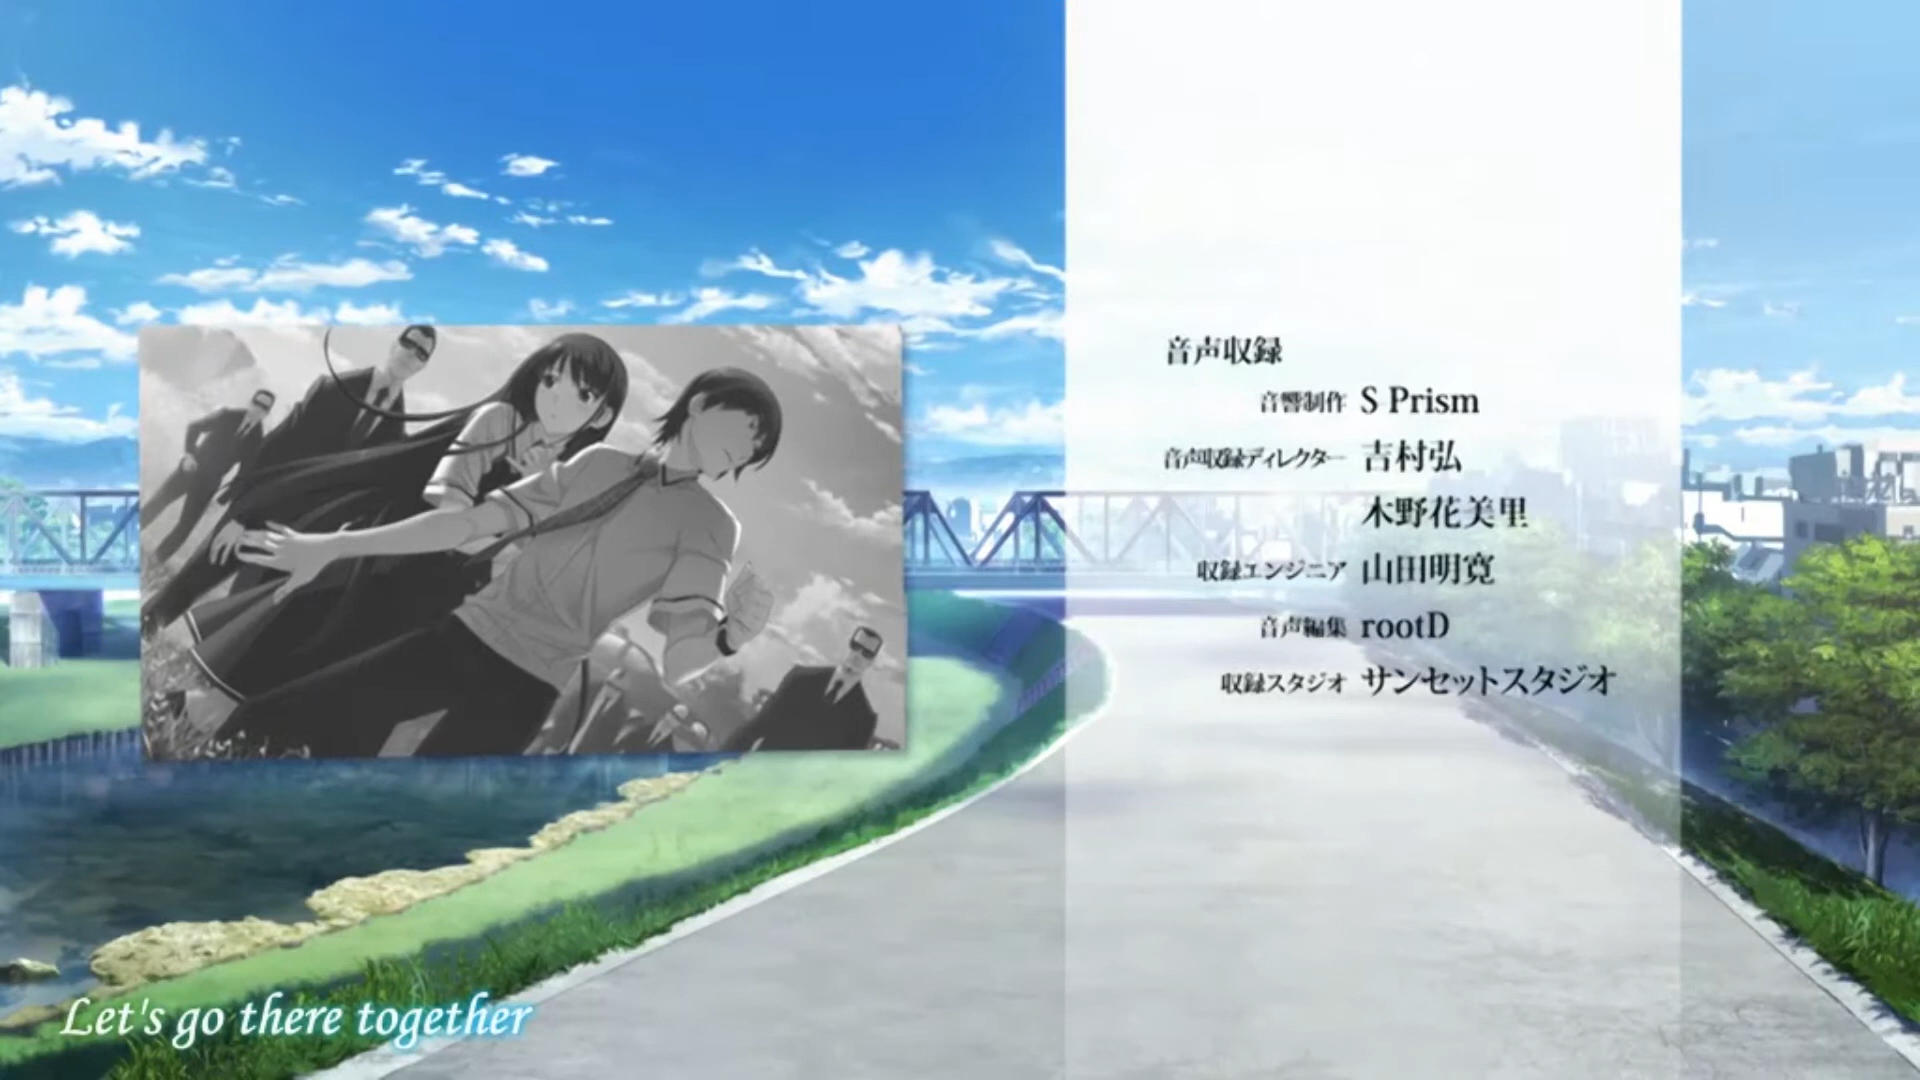 音声収録
音響制作 S Prism
音声収録ディレクター 吉村弘
木野花美里
収録エンジニア 山田明寛
音声編集 rootD
収録スタジオ サンセットスタジオ
Let's go there together